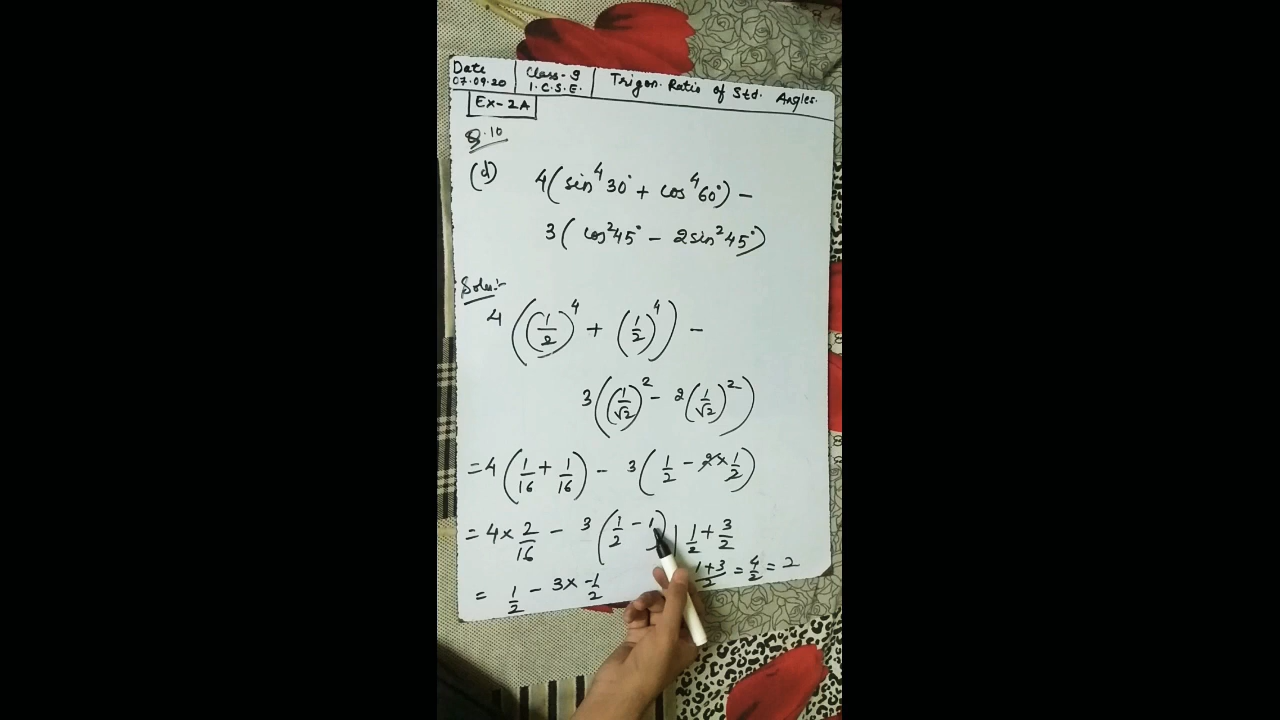 Date 07.09.20 | Class-9 I.C.S.E. | Trigon. Ratio of Std. Angles.
Ex-2A
Q.10
(d) 4(sin⁴30° + cos⁴60°) −
3(cos²45° − 2sin²45°)
Soln:-
4((1/2)⁴ + (1/2)⁴) −
3((1/√2)² − 2(1/√2)²)
= 4(1/16 + 1/16) − 3(1/2 − 2×1/2)
= 4×2/16 − 3(1/2 − 1) | 1/2 + 3/2
= 1/2 − 3×-1/2
1+3/2 = 4/2 = 2